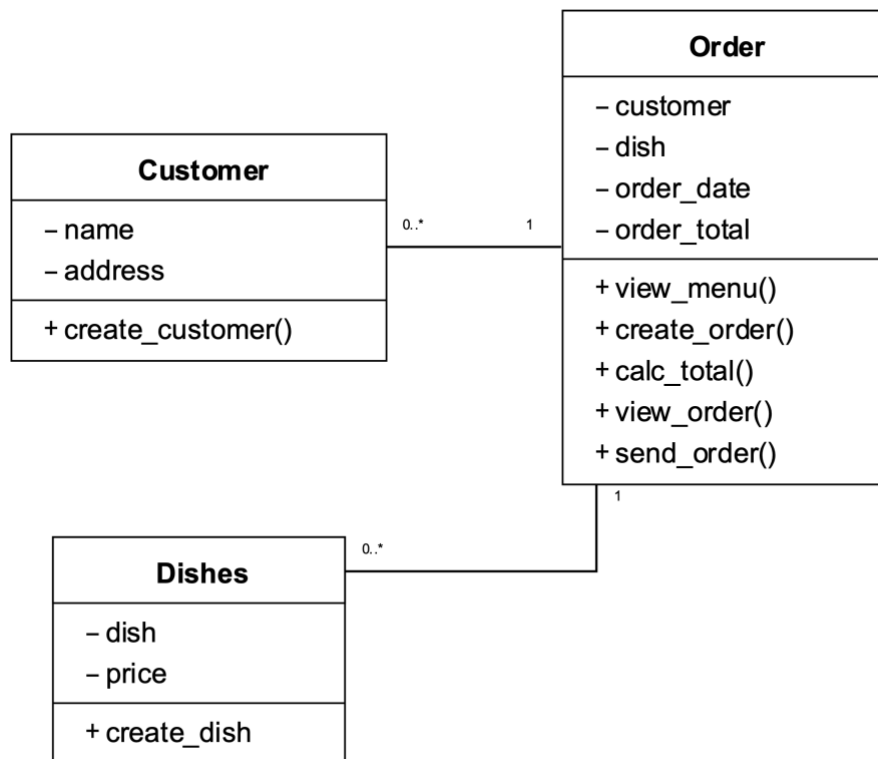 Order
– customer
– dish
– order_date
– order_total
+ view_menu()
+ create_order()
+ calc_total()
+ view_order()
+ send_order()
Customer
– name
– address
+ create_customer()
0..*
1
1
Dishes
– dish
– price
+ create_dish
0..*